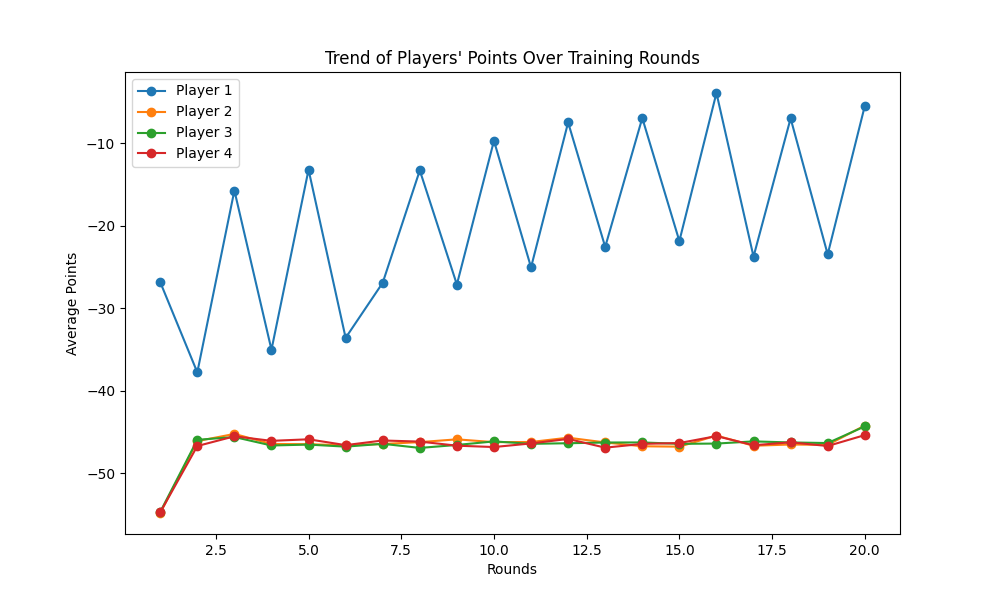 Trend of Players' Points Over Training Rounds
Player 1
Player 2
Player 3
Player 4
Average Points
−10
−20
−30
−40
−50
2.5 5.0 7.5 10.0 12.5 15.0 17.5 20.0
Rounds